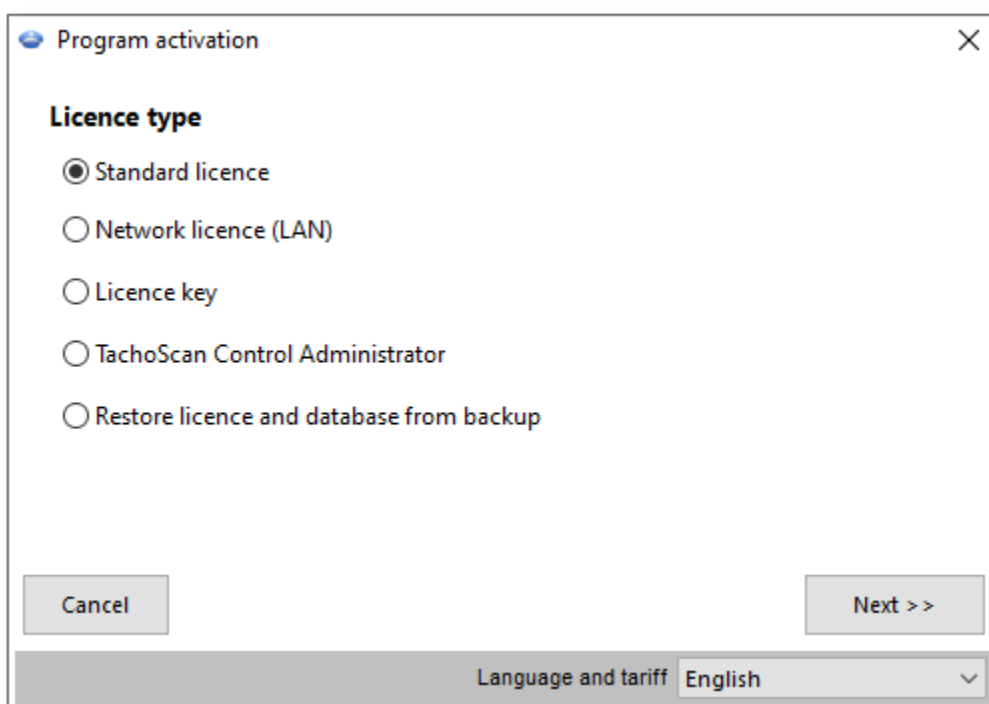 Program activation
Licence type
Standard licence
Network licence (LAN)
Licence key
TachoScan Control Administrator
Restore licence and database from backup
Cancel
Next >>
Language and tariff English